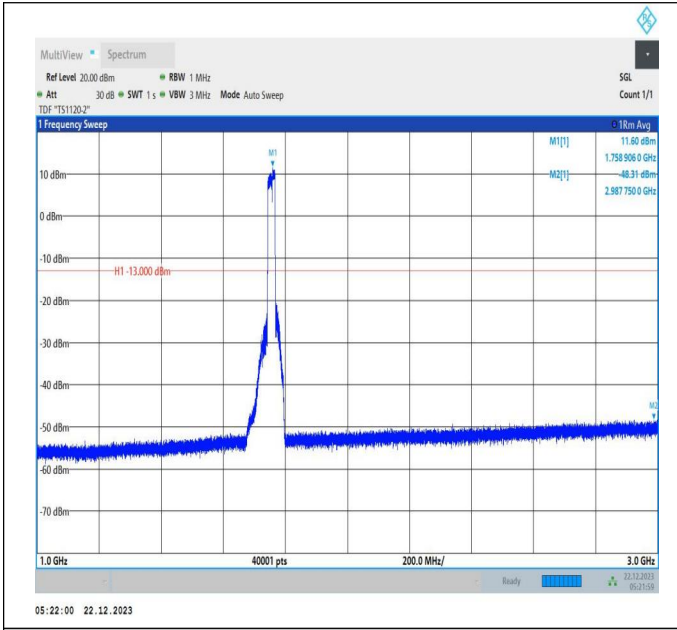 R&S
MultiView Spectrum
Ref Level 20.00 dBm RBW 1 MHz SGL
Att 30 dB SWT 1 s VBW 3 MHz Mode Auto Sweep Count 1/1
TDF "TS1120-2"
1 Frequency Sweep 1Rm Avg
M1[1] 11.60 dBm
1.758 906 0 GHz
M2[1] -48.31 dBm
2.987 750 0 GHz
M1
10 dBm
0 dBm
-10 dBm
H1 -13.000 dBm
-20 dBm
-30 dBm
-40 dBm
M2
-50 dBm
-60 dBm
-70 dBm
1.0 GHz 40001 pts 200.0 MHz/ 3.0 GHz
Ready 22.12.2023
05:21:59
05:22:00 22.12.2023